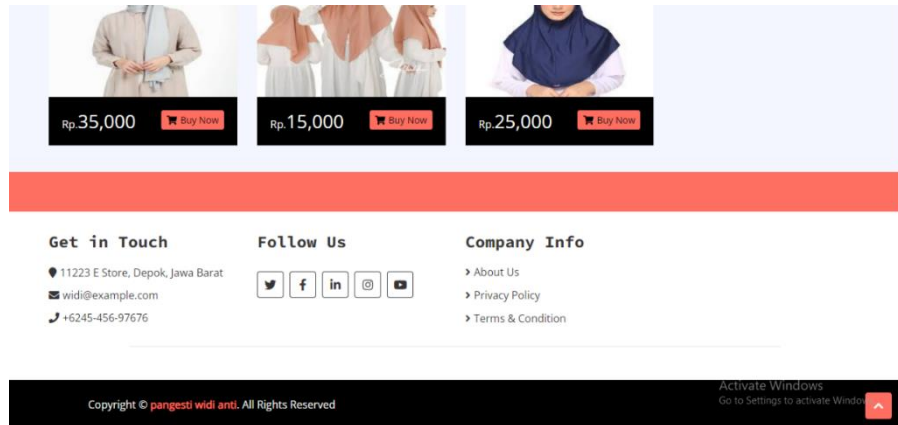 Rp.35,000 Buy Now
Rp.15,000 Buy Now
Rp.25,000 Buy Now
Get in Touch
11223 E Store, Depok, Jawa Barat
widi@example.com
+6245-456-97676
Follow Us
Company Info
About Us
Privacy Policy
Terms & Condition
Copyright © pangesti widi anti. All Rights Reserved
Activate Windows
Go to Settings to activate Window